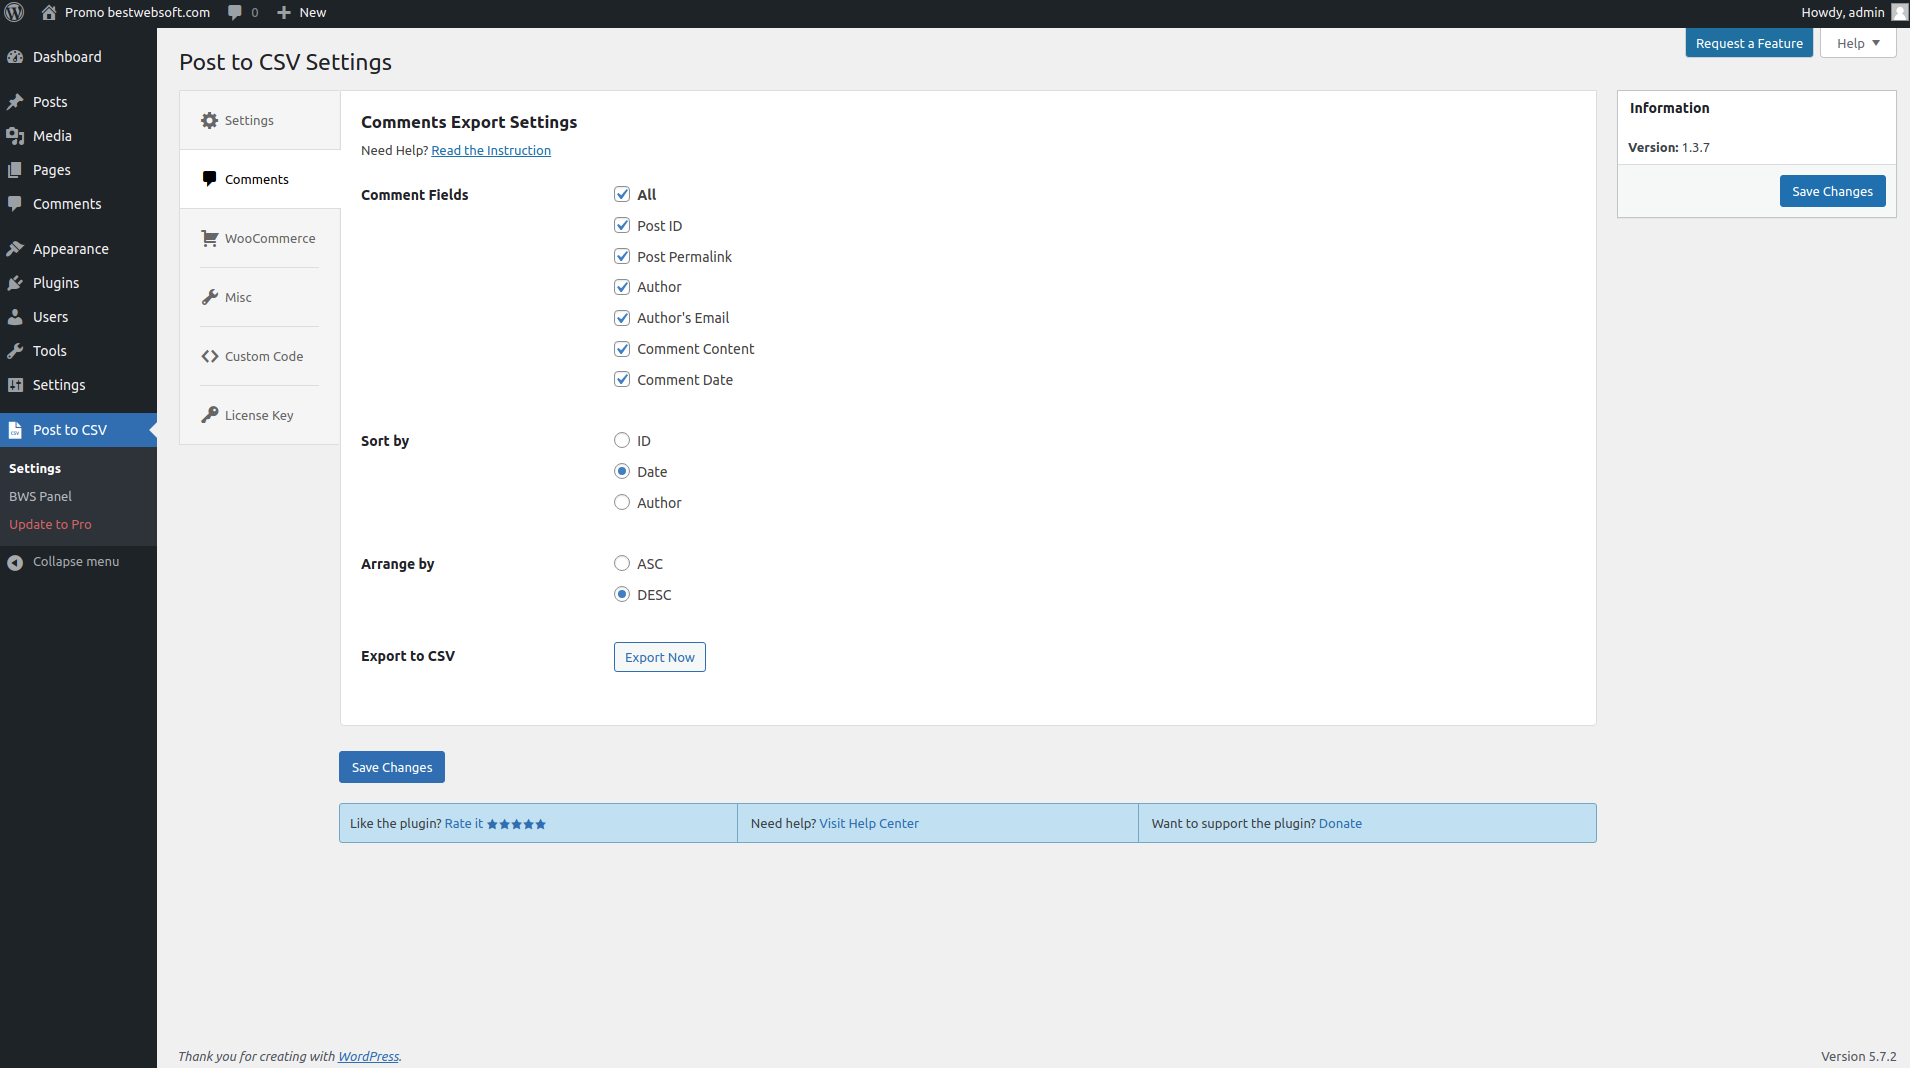 Promo bestwebsoft.com 0 New Howdy, admin
Request a Feature Help
Dashboard
Posts
Media
Pages
Comments
Appearance
Plugins
Users
Tools
Settings
Post to CSV
Settings
BWS Panel
Update to Pro
Collapse menu
Post to CSV Settings
Settings
Comments
WooCommerce
Misc
Custom Code
License Key
Comments Export Settings
Need Help? Read the Instruction
Comment Fields
All
Post ID
Post Permalink
Author
Author's Email
Comment Content
Comment Date
Sort by
ID
Date
Author
Arrange by
ASC
DESC
Export to CSV
Export Now
Information
Version: 1.3.7
Save Changes
Save Changes
Like the plugin? Rate it
Need help? Visit Help Center
Want to support the plugin? Donate
Thank you for creating with WordPress.
Version 5.7.2